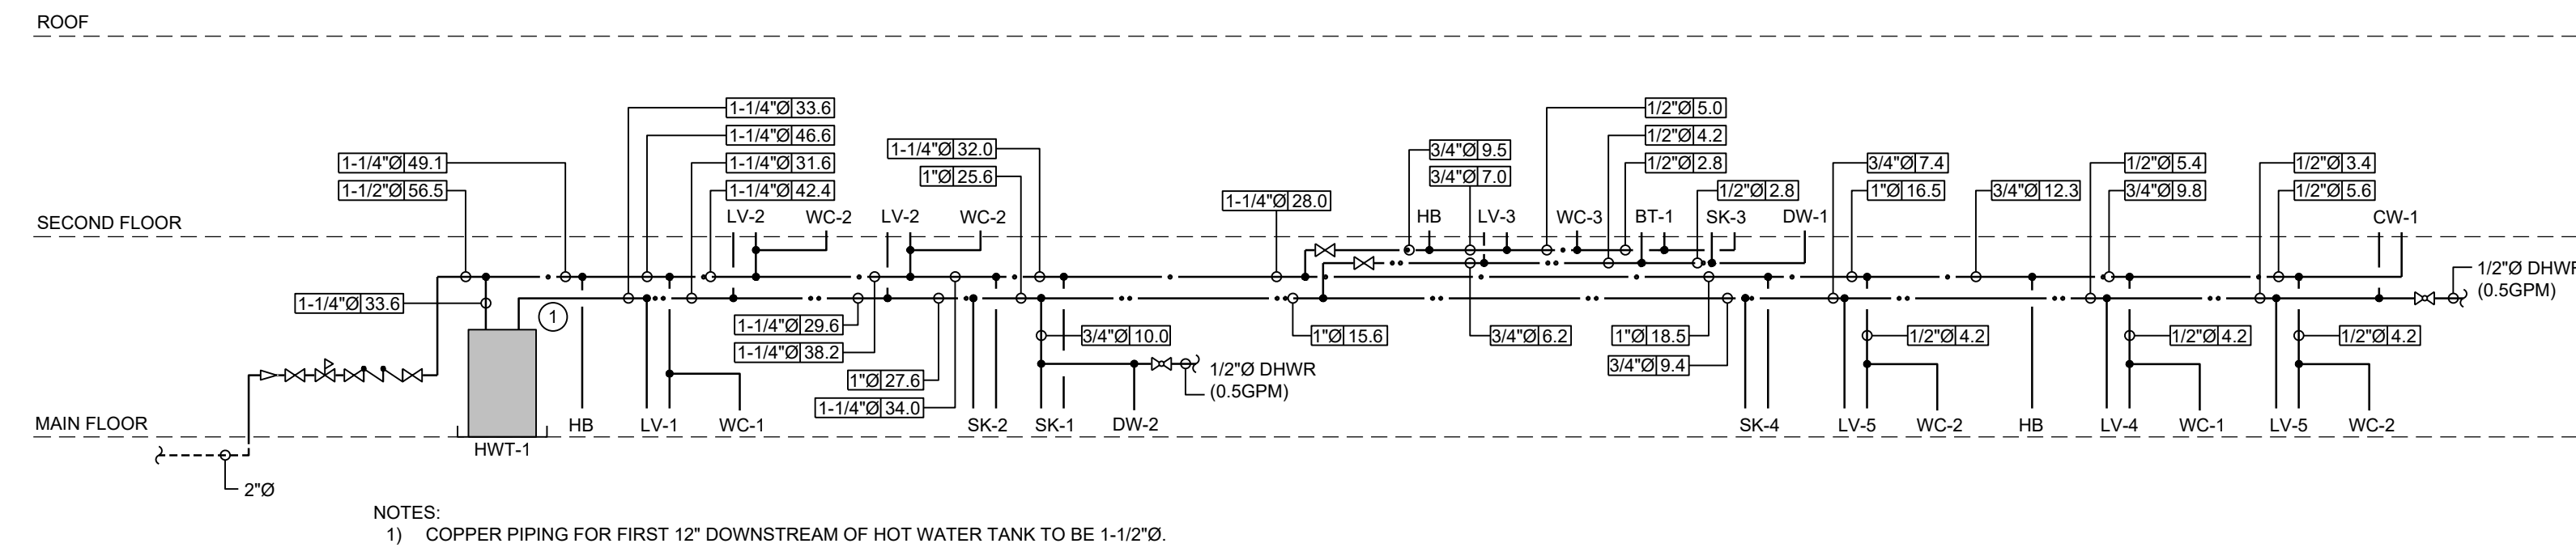 ROOF
1-1/4"Ø 33.6
1/2"Ø 5.0
1-1/4"Ø 46.6
1/2"Ø 4.2
1-1/4"Ø 32.0
3/4"Ø 9.5
1-1/4"Ø 49.1
1-1/4"Ø 31.6
1/2"Ø 2.8
3/4"Ø 7.4
1/2"Ø 5.4
1/2"Ø 3.4
1"Ø 25.6
3/4"Ø 7.0
1-1/2"Ø 56.5
1-1/4"Ø 42.4
1/2"Ø 2.8
1"Ø 16.5
3/4"Ø 12.3
3/4"Ø 9.8
1/2"Ø 5.6
1-1/4"Ø 28.0
SECOND FLOOR
LV-2
WC-2
LV-2
WC-2
HB
LV-3
WC-3
BT-1
SK-3
DW-1
CW-1
1/2"Ø DHWR
(0.5GPM)
1-1/4"Ø 33.6
1
1-1/4"Ø 29.6
3/4"Ø 10.0
1"Ø 15.6
3/4"Ø 6.2
1"Ø 18.5
1/2"Ø 4.2
1/2"Ø 4.2
1/2"Ø 4.2
1-1/4"Ø 38.2
3/4"Ø 9.4
1/2"Ø DHWR
(0.5GPM)
1"Ø 27.6
1-1/4"Ø 34.0
MAIN FLOOR
HB
LV-1
WC-1
SK-2
SK-1
DW-2
SK-4
LV-5
WC-2
HB
LV-4
WC-1
LV-5
WC-2
HWT-1
2"Ø
NOTES:
1) COPPER PIPING FOR FIRST 12" DOWNSTREAM OF HOT WATER TANK TO BE 1-1/2"Ø.